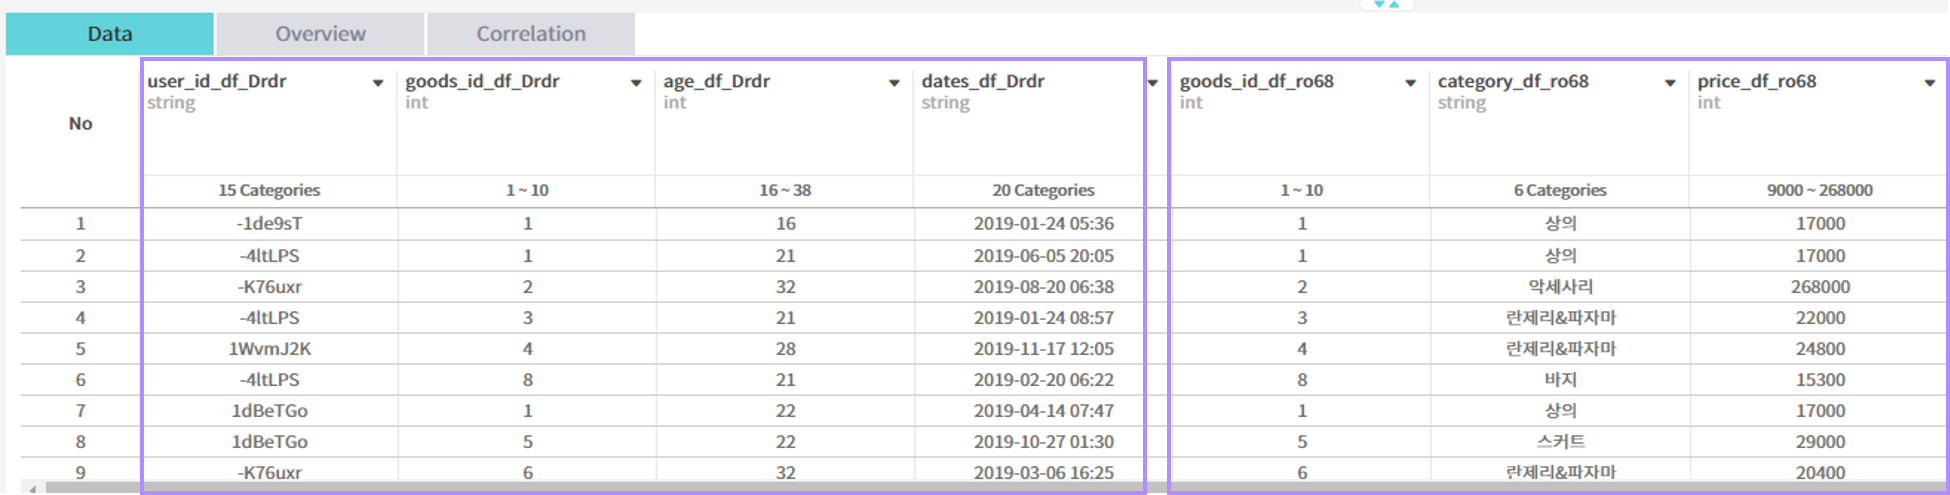 Data Overview Correlation
No user_id_df_Drdr goods_id_df_Drdr age_df_Drdr dates_df_Drdr goods_id_df_ro68 category_df_ro68 price_df_ro68
string int int string int string int
15 Categories 1 ~ 10 16 ~ 38 20 Categories 1 ~ 10 6 Categories 9000 ~ 268000
1 -1de9sT 1 16 2019-01-24 05:36 1 상의 17000
2 -4ltLPS 1 21 2019-06-05 20:05 1 상의 17000
3 -K76uxr 2 32 2019-08-20 06:38 2 악세사리 268000
4 -4ltLPS 3 21 2019-01-24 08:57 3 란제리&파자마 22000
5 1WvmJ2K 4 28 2019-11-17 12:05 4 란제리&파자마 24800
6 -4ltLPS 8 21 2019-02-20 06:22 8 바지 15300
7 1dBeTGo 1 22 2019-04-14 07:47 1 상의 17000
8 1dBeTGo 5 22 2019-10-27 01:30 5 스커트 29000
9 -K76uxr 6 32 2019-03-06 16:25 6 란제리&파자마 20400